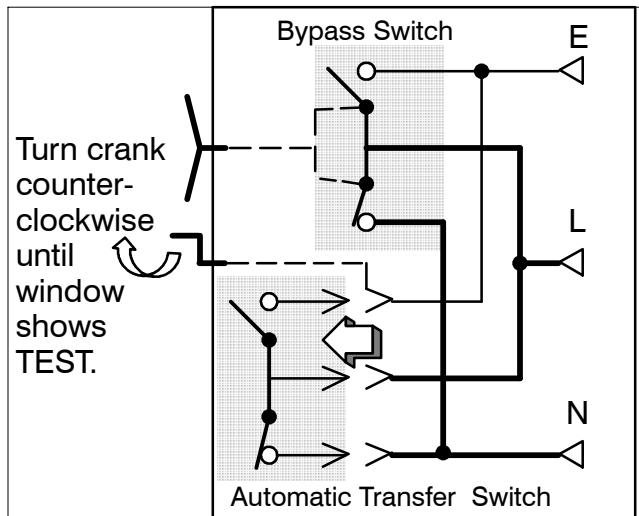 Bypass Switch
E
Turn crank
counter-
clockwise
until
window
shows
TEST.
L
N
Automatic Transfer Switch